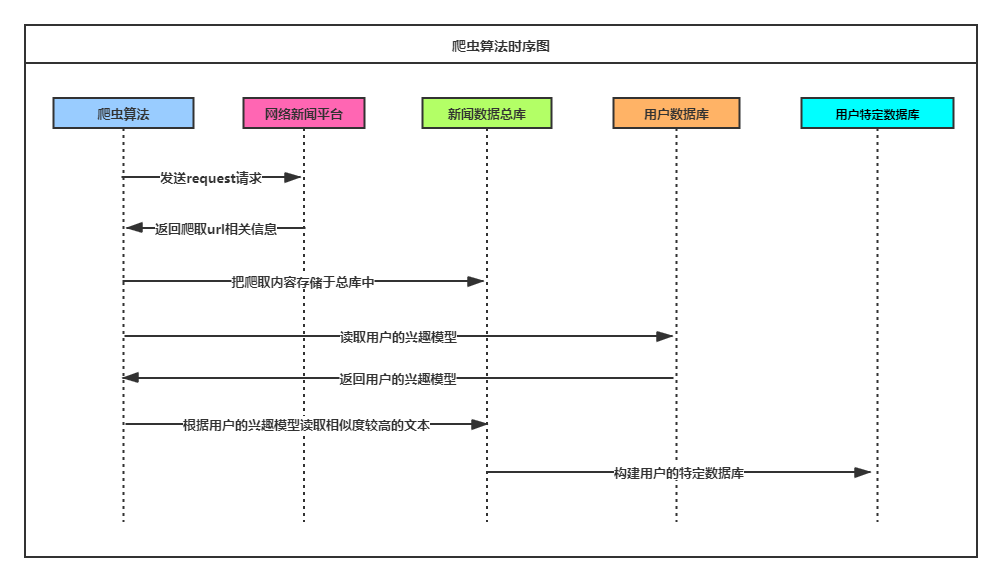 爬虫算法时序图
爬虫算法
网络新闻平台
新闻数据总库
用户数据库
用户特定数据库
发送request请求
返回爬取url相关信息
把爬取内容存储于总库中
读取用户的兴趣模型
返回用户的兴趣模型
根据用户的兴趣模型读取相似度较高的文本
构建用户的特定数据库